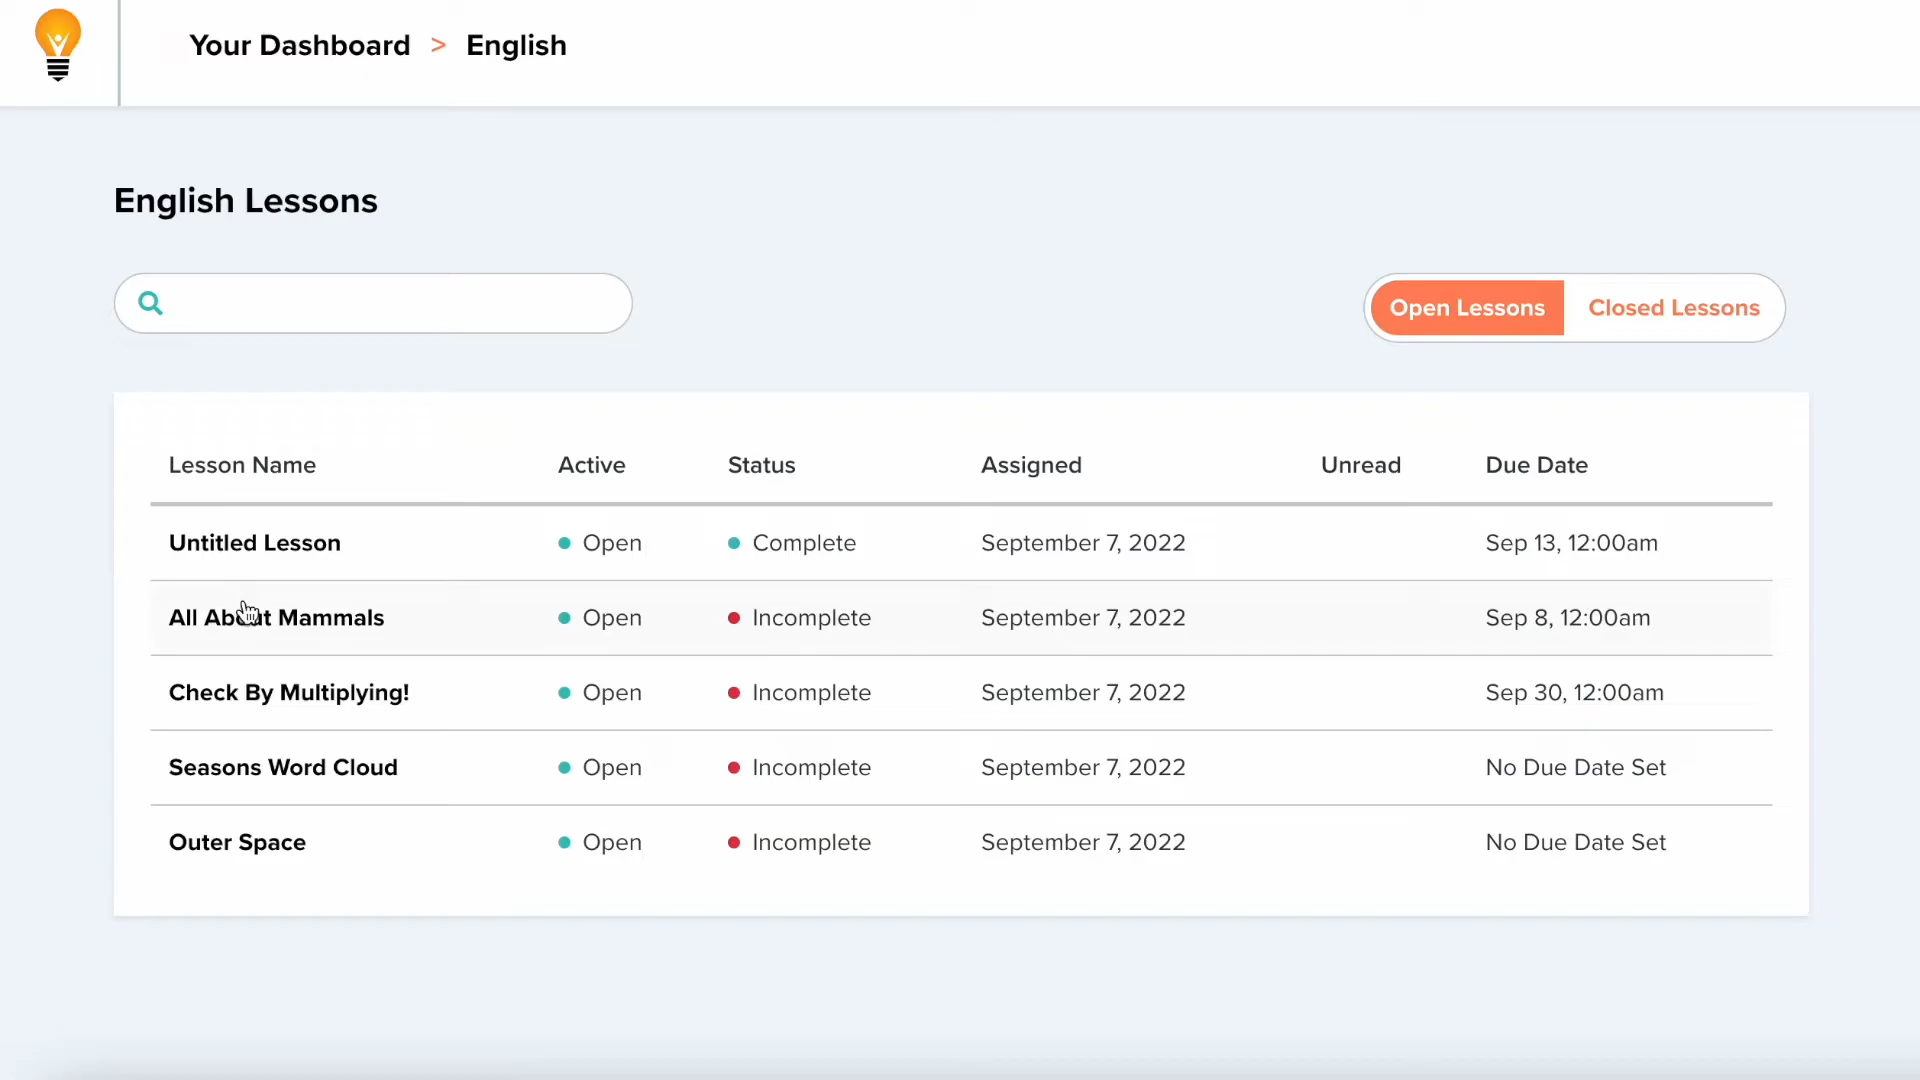 Your Dashboard > English
English Lessons
Open Lessons Closed Lessons
Lesson Name Active Status Assigned Unread Due Date
Untitled Lesson Open Complete September 7, 2022 Sep 13, 12:00am
All About Mammals Open Incomplete September 7, 2022 Sep 8, 12:00am
Check By Multiplying! Open Incomplete September 7, 2022 Sep 30, 12:00am
Seasons Word Cloud Open Incomplete September 7, 2022 No Due Date Set
Outer Space Open Incomplete September 7, 2022 No Due Date Set